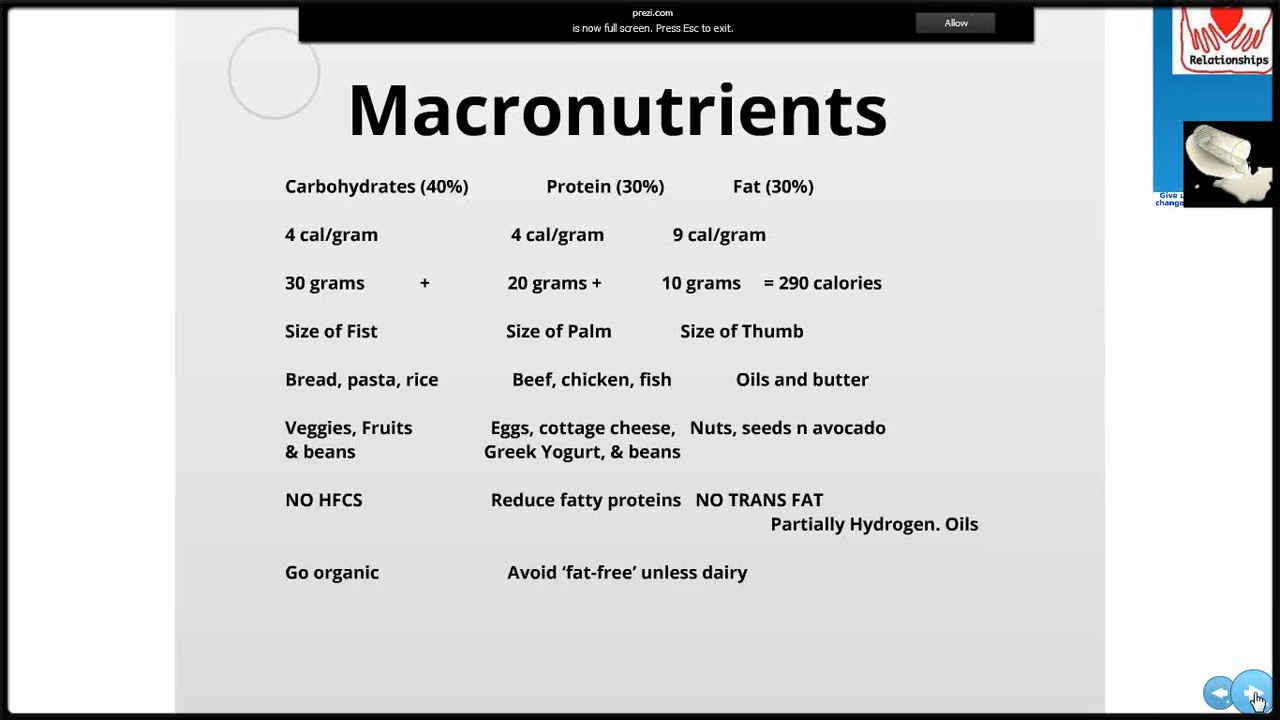 prezi.com
is now full screen. Press Esc to exit.
Allow
Relationships
Macronutrients
Carbohydrates (40%) Protein (30%) Fat (30%)
4 cal/gram 4 cal/gram 9 cal/gram
30 grams + 20 grams + 10 grams = 290 calories
Size of Fist Size of Palm Size of Thumb
Bread, pasta, rice Beef, chicken, fish Oils and butter
Veggies, Fruits Eggs, cottage cheese, Nuts, seeds n avocado
& beans Greek Yogurt, & beans
NO HFCS Reduce fatty proteins NO TRANS FAT
Partially Hydrogen. Oils
Go organic Avoid ‘fat-free’ unless dairy
Give